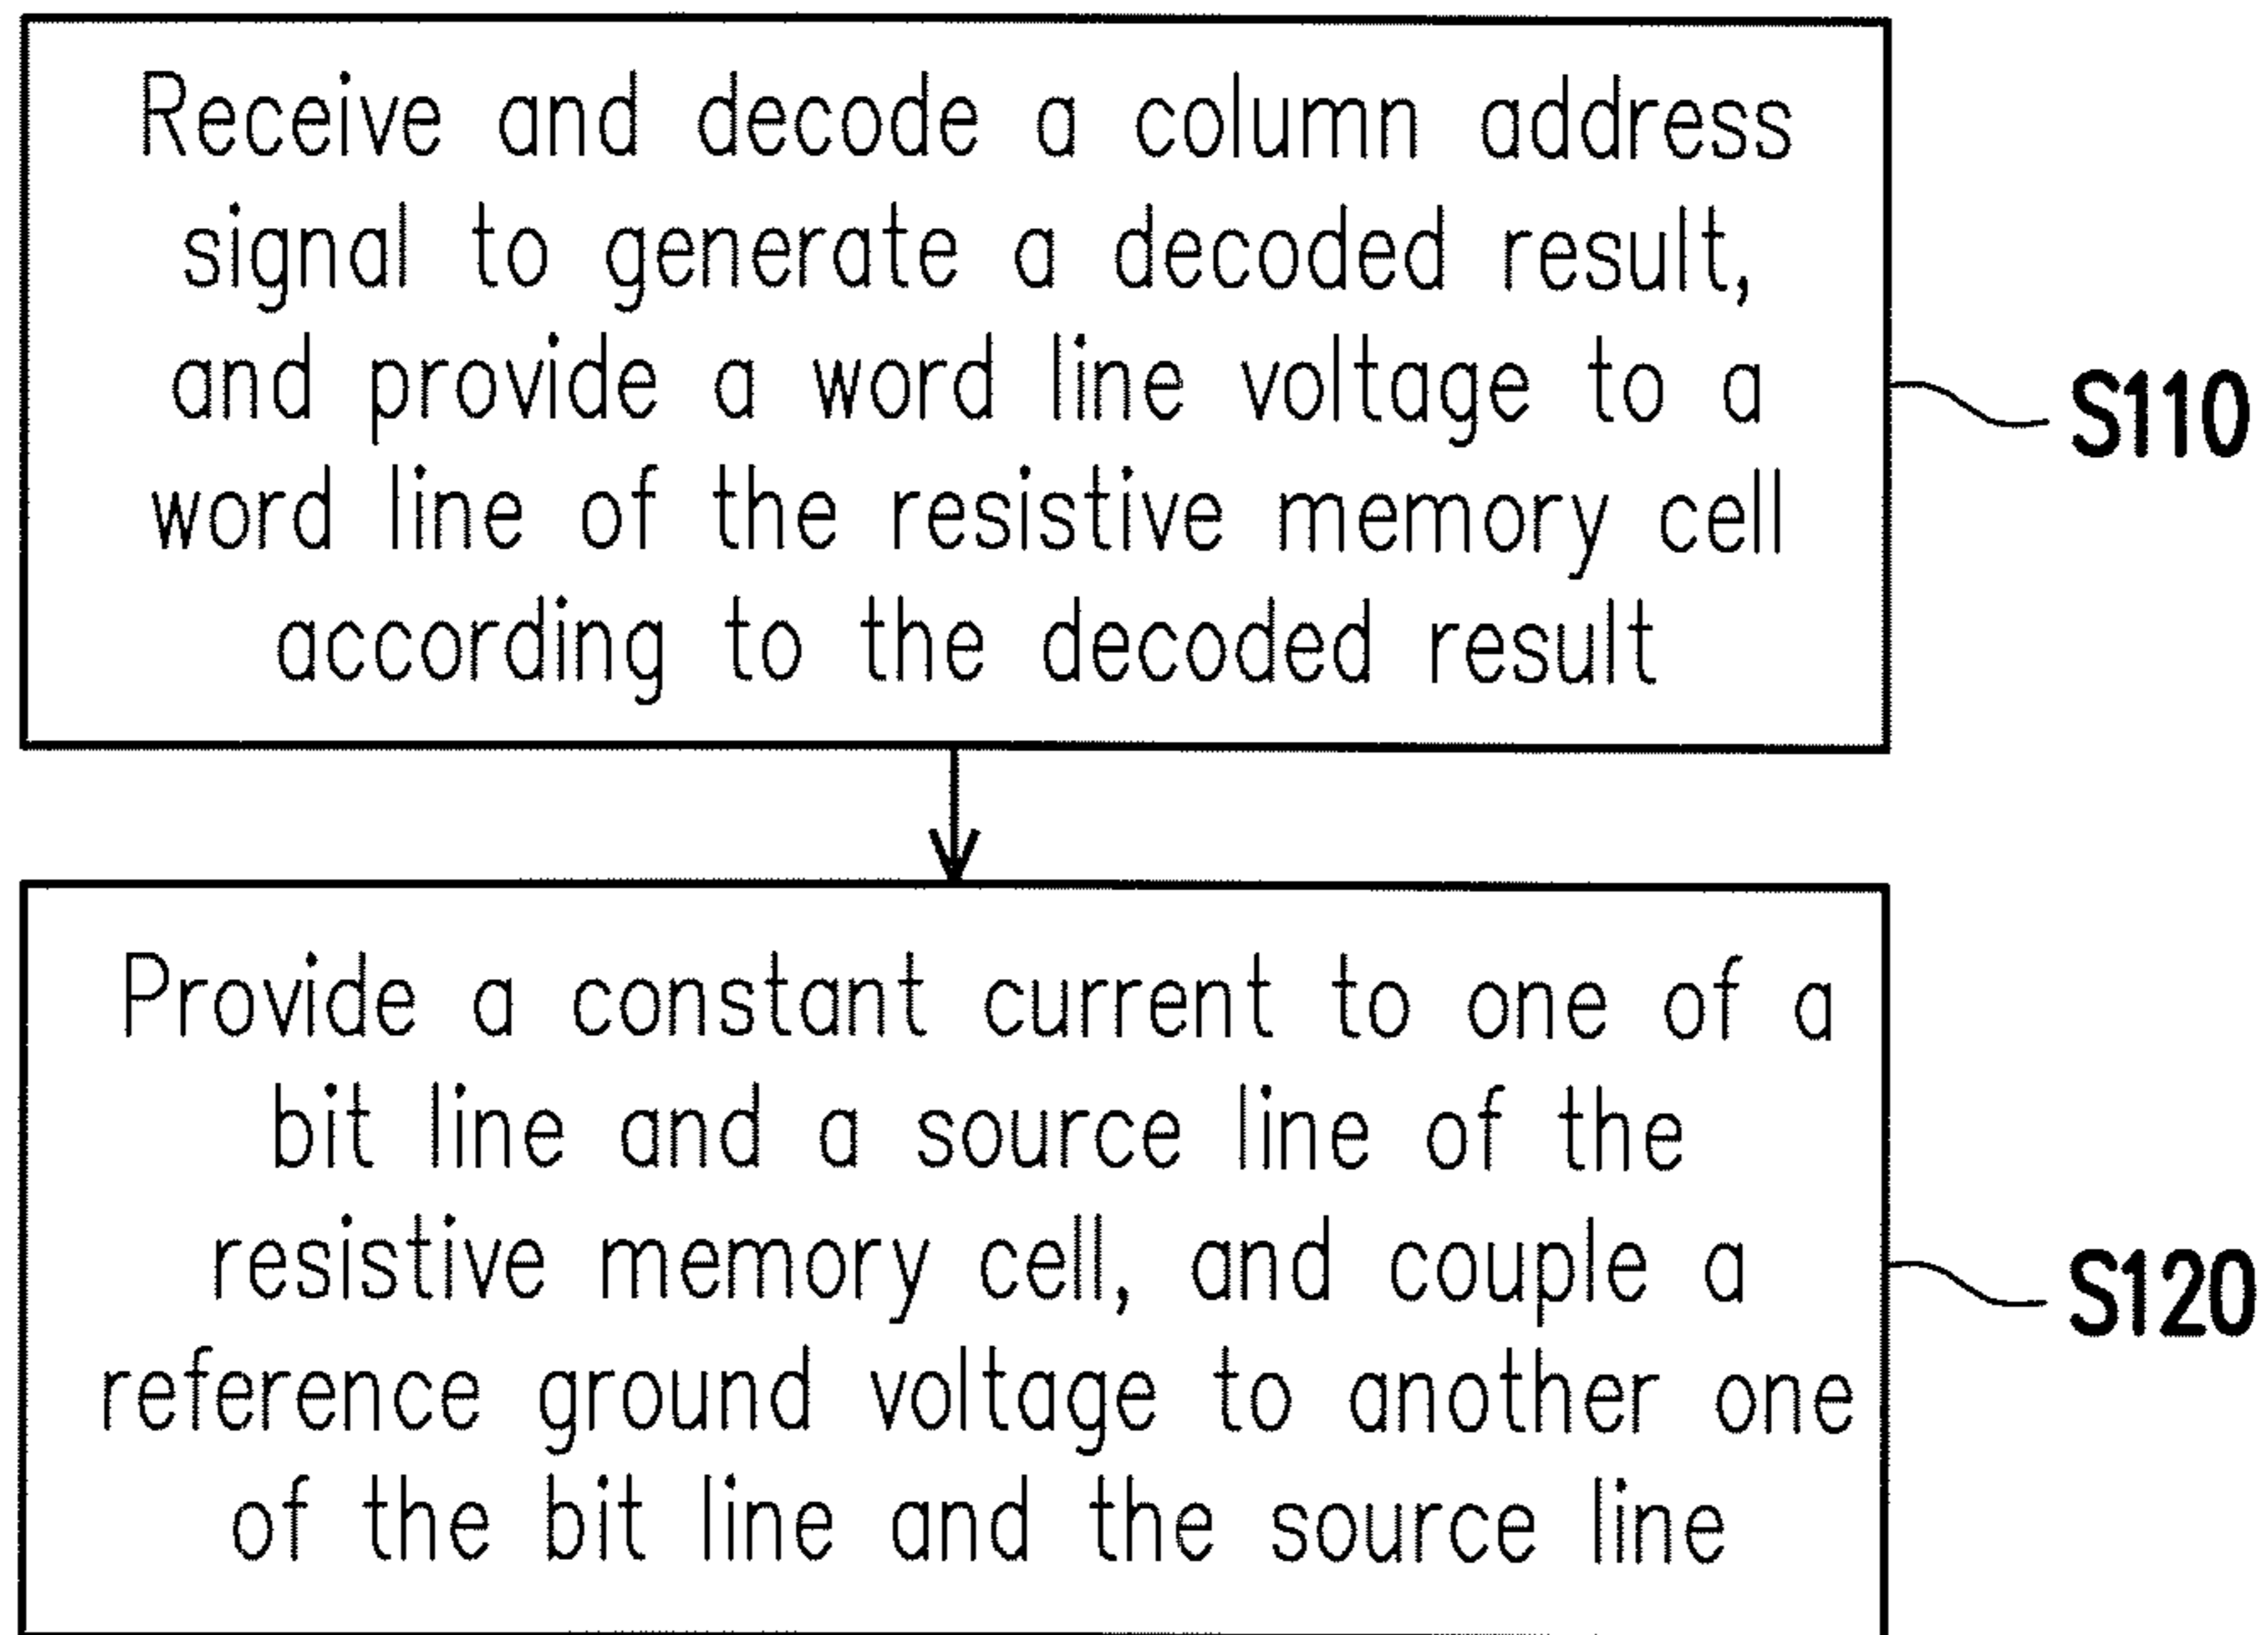 Receive and decode a column address
signal to generate a decoded result,
and provide a word line voltage to a
word line of the resistive memory cell
according to the decoded result
S110
Provide a constant current to one of a
bit line and a source line of the
resistive memory cell, and couple a
reference ground voltage to another one
of the bit line and the source line
S120